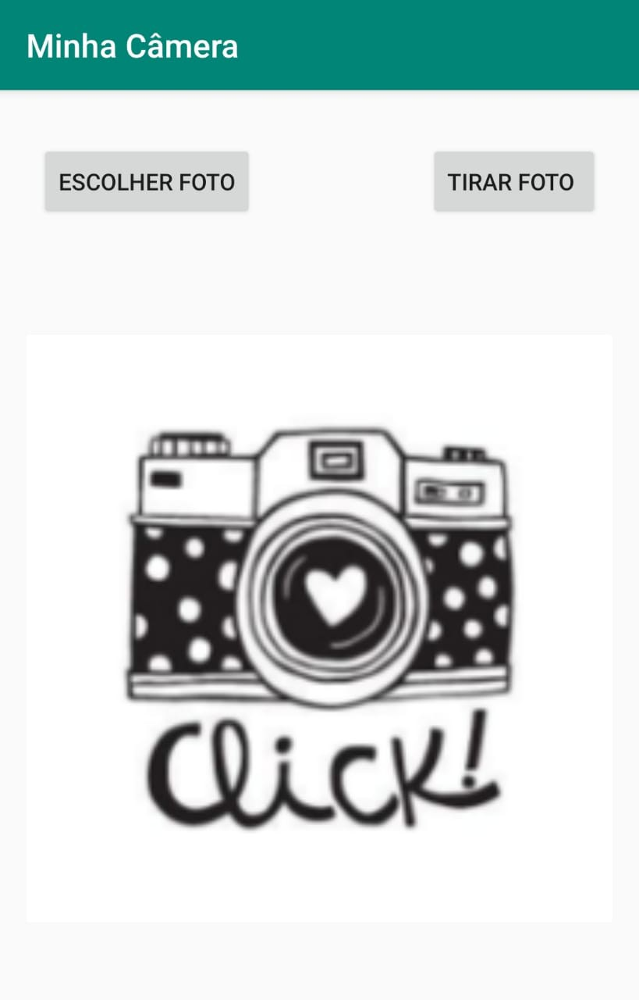 Minha Câmera
ESCOLHER FOTO
TIRAR FOTO
Click!